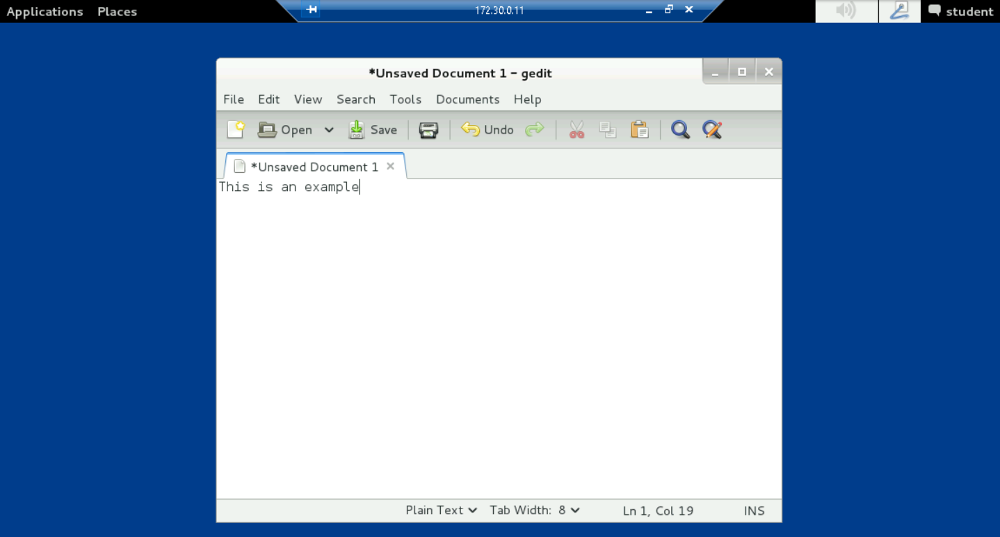 Applications Places 172.30.0.11 student
*Unsaved Document 1 - gedit
File Edit View Search Tools Documents Help
Open Save Undo
*Unsaved Document 1
This is an example
Plain Text Tab Width: 8 Ln 1, Col 19 INS